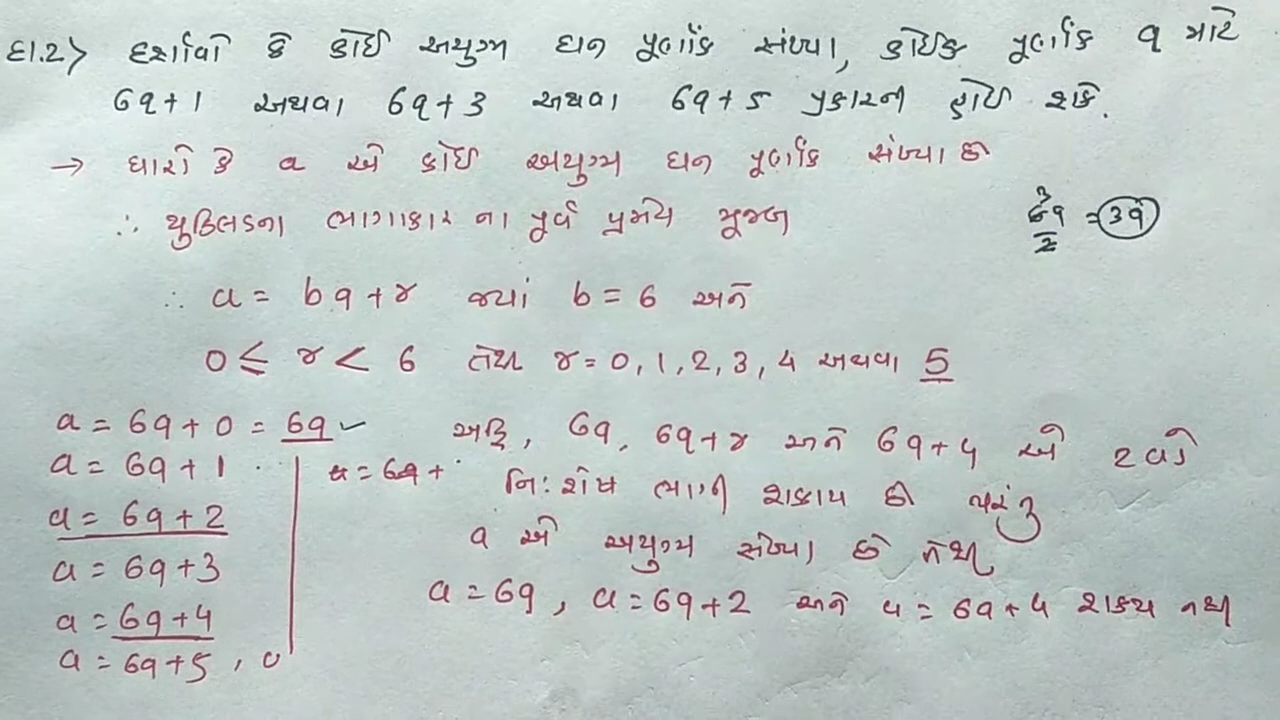 દા.2> દર્શાવો કે કોઈ અયુગ્મ ધન પૂર્ણાંક સંખ્યા, કોઈક પૂર્ણાંક q માટે
6q+1 અથવા 6q+3 અથવા 6q+5 પ્રકારની હોઈ શકે.
→ ધારો કે a એ કોઈ અયુગ્મ ધન પૂર્ણાંક સંખ્યા છે
∴ યુક્લિડના ભાગાકાર ના પૂર્વ પ્રમેય મુજબ
3
6q/2 = 3q
∴ a = bq+r જ્યાં b = 6 અને
0 ≤ r < 6 તેથી r = 0, 1, 2, 3, 4 અથવા 5
a = 6q + 0 = 6q ✓
a = 6q + 1
a = 6q + 2
a = 6q + 3
a = 6q + 4
a = 6q + 5 ,
a = 6q +
અહિં, 6q, 6q+r અને 6q+4 એ 2 વડે
નિ:શેષ ભાગી શકાય છે પરંતુ
a એ અયુગ્મ સંખ્યા છે તેથી
a = 6q, a = 6q+2 અને a = 6q+4 શક્ય નથી